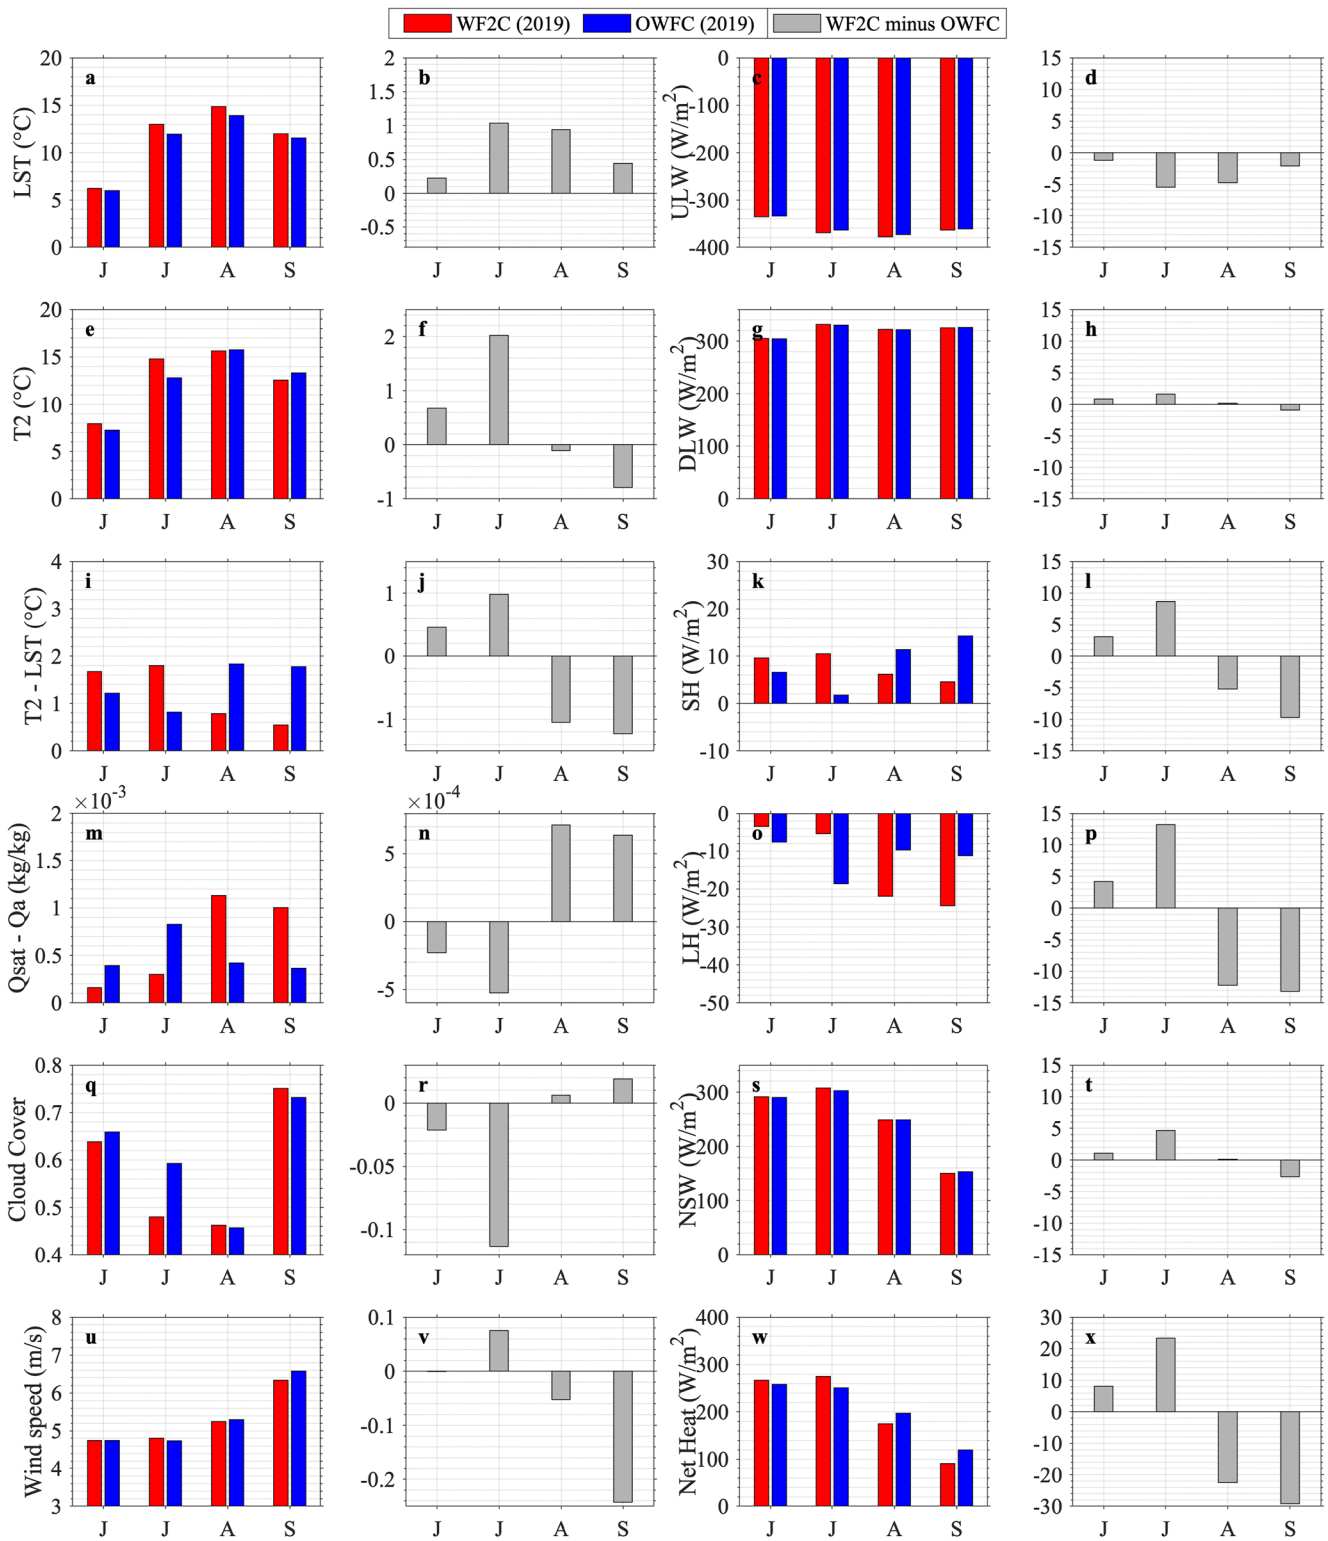 WF2C (2019) OWFC (2019) WF2C minus OWFC
a
LST (°C)
20
15
10
5
0
J J A S
b
2
1.5
1
0.5
0
-0.5
J J A S
c
ULW (W/m²)
0
-100
-200
-300
-400
J J A S
d
15
10
5
0
-5
-10
-15
J J A S
e
T2 (°C)
20
15
10
5
0
J J A S
f
2
1
0
-1
J J A S
g
DLW (W/m²)
300
200
100
0
J J A S
h
15
10
5
0
-5
-10
-15
J J A S
i
T2 - LST (°C)
4
3
2
1
0
J J A S
j
1
0
-1
J J A S
k
SH (W/m²)
30
20
10
0
-10
J J A S
l
15
10
5
0
-5
-10
-15
J J A S
×10⁻³
m
Qsat - Qa (kg/kg)
2
1.5
1
0.5
0
J J A S
×10⁻⁴
n
5
0
-5
J J A S
o
LH (W/m²)
0
-10
-20
-30
-40
-50
J J A S
p
15
10
5
0
-5
-10
-15
J J A S
q
Cloud Cover
0.8
0.7
0.6
0.5
0.4
J J A S
r
0
-0.05
-0.1
J J A S
s
NSW (W/m²)
300
200
100
0
J J A S
t
15
10
5
0
-5
-10
-15
J J A S
u
Wind speed (m/s)
8
7
6
5
4
3
J J A S
v
0.1
0
-0.1
-0.2
J J A S
w
Net Heat (W/m²)
400
300
200
100
0
J J A S
x
30
20
10
0
-10
-20
-30
J J A S